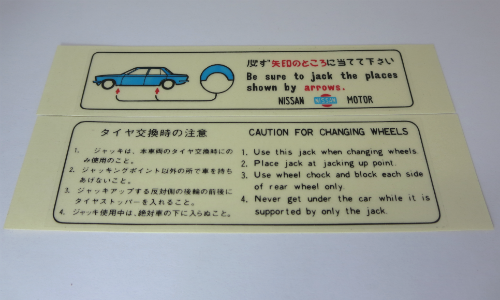 必ず矢印のところに当てて下さい
Be sure to jack the places
shown by arrows.
NISSAN NISSAN MOTOR
タイヤ交換時の注意
1. ジャッキは、本車両のタイヤ交換時にの
み使用のこと。
2. ジャッキングポイント以外の所で車を持ち
あげないこと。
3. ジャッキアップする反対側の後輪の前後に
タイヤストッパーを入れること。
4. ジャッキ使用中は、絶対車の下に入らぬこと。
CAUTION FOR CHANGING WHEELS
1. Use this jack when changing wheels
2. Place jack at jacking up point.
3. Use wheel chock and block each side
of rear wheel only.
4. Never get under the car while it is
supported by only the jack.